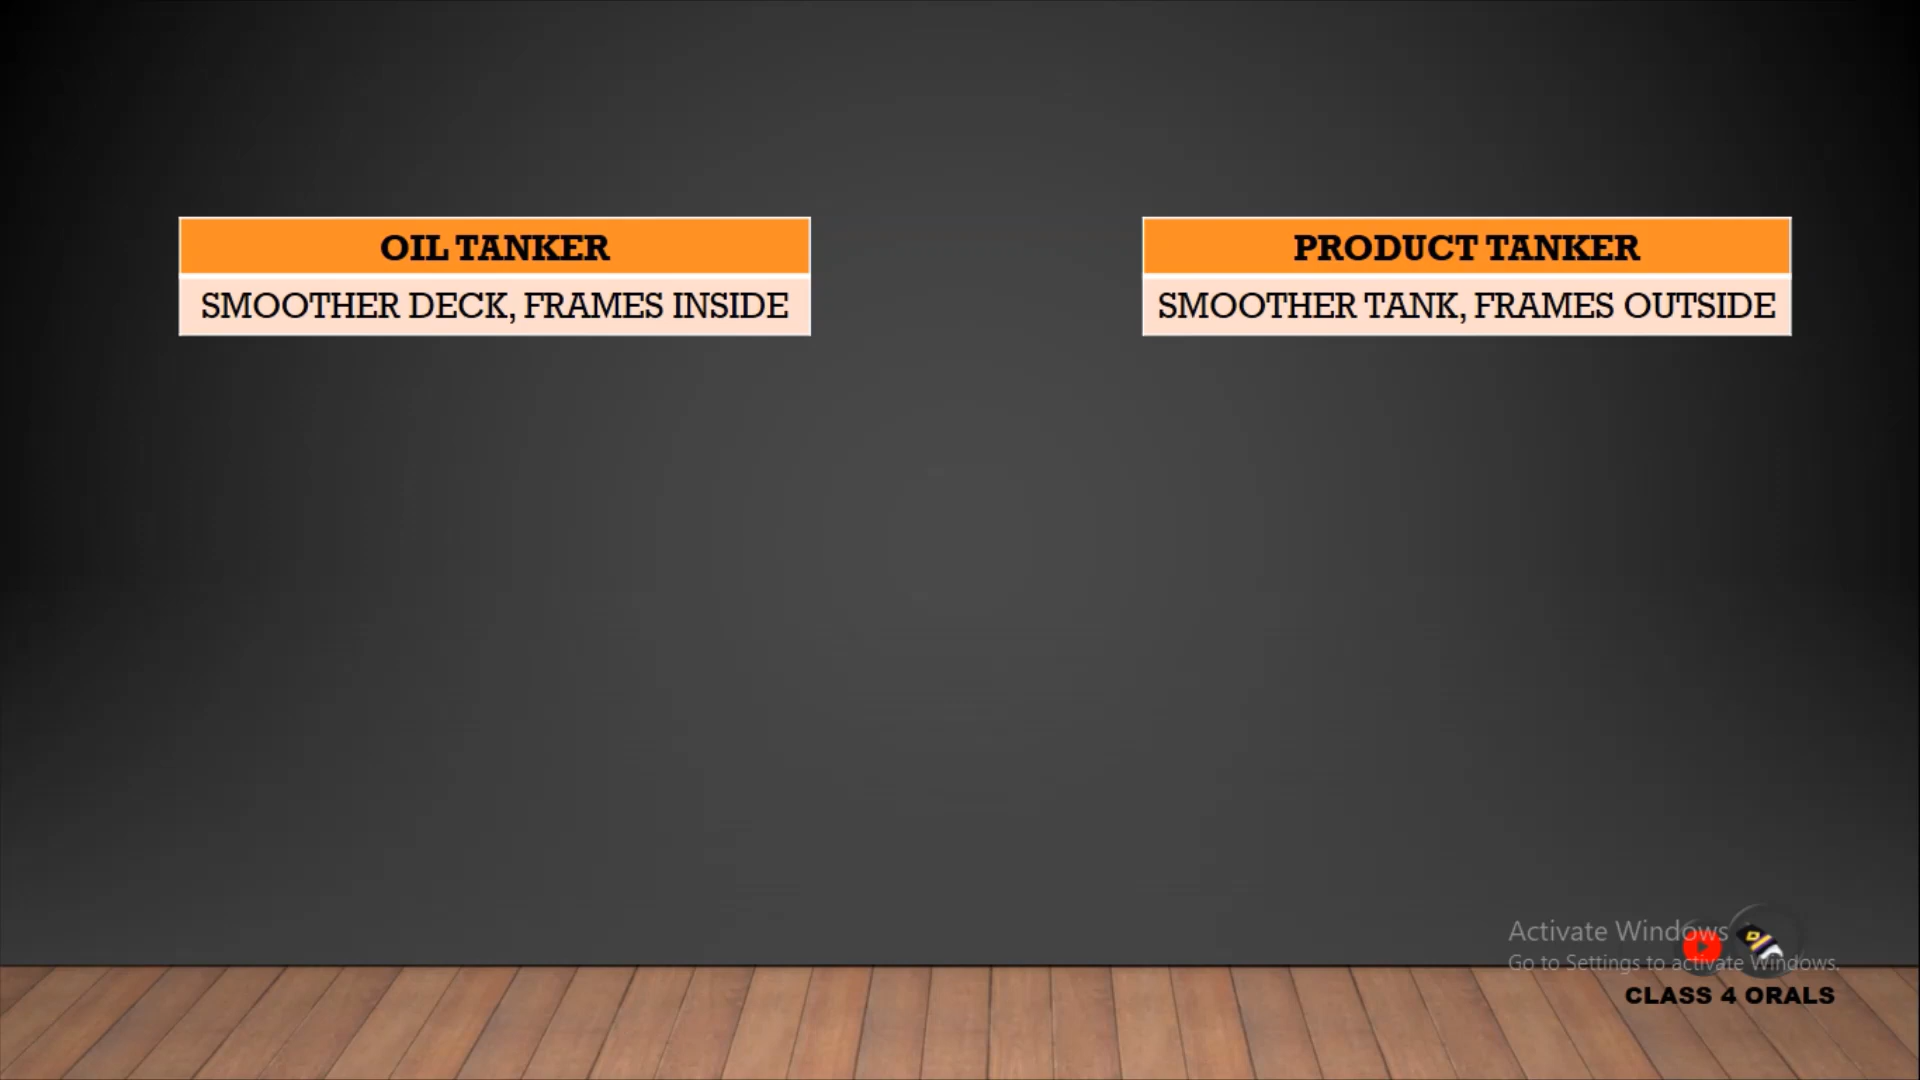 OIL TANKER
SMOOTHER DECK, FRAMES INSIDE
PRODUCT TANKER
SMOOTHER TANK, FRAMES OUTSIDE
Activate Windows
Go to Settings to activate Windows.
CLASS 4 ORALS